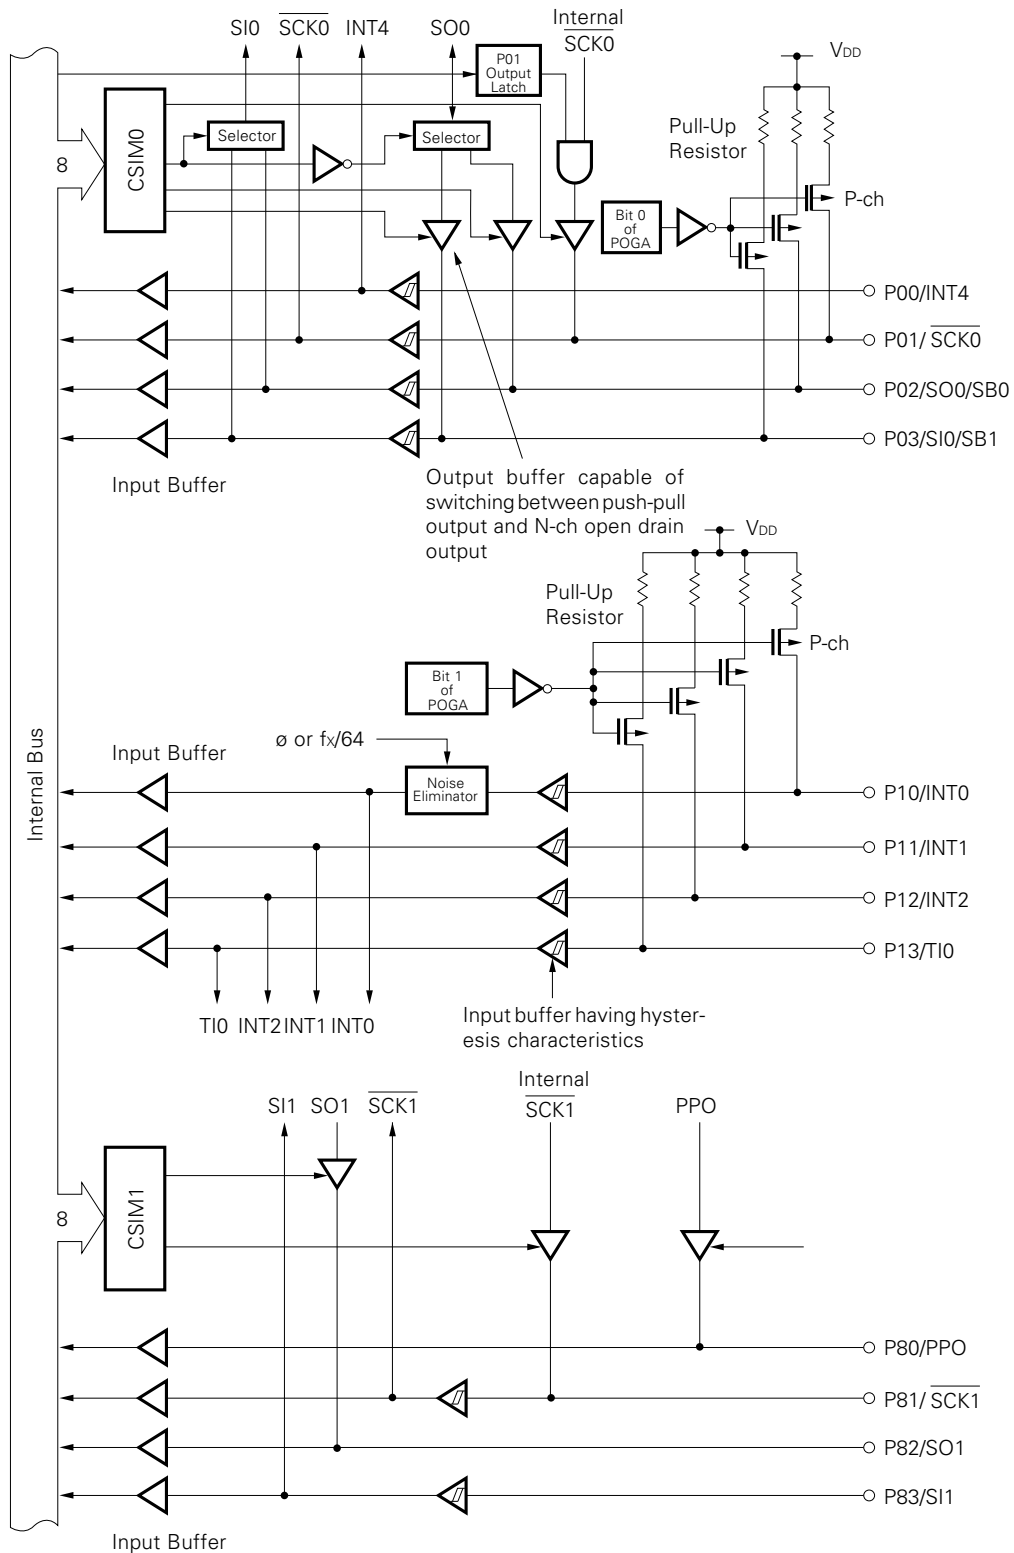 SI0 SCK0 INT4 SO0 Internal SCK0
P01 Output Latch
VDD
Pull-Up Resistor
8
CSIM0
Selector
Selector
Bit 0 of POGA
P-ch
P00/INT4
P01/ SCK0
P02/SO0/SB0
P03/SI0/SB1
Input Buffer
Output buffer capable of
switching between push-pull
output and N-ch open drain
output
VDD
Pull-Up
Resistor
P-ch
Bit 1
of
POGA
ø or fX/64
Input Buffer
Noise
Eliminator
Internal Bus
P10/INT0
P11/INT1
P12/INT2
P13/TI0
TI0 INT2 INT1 INT0
Input buffer having hyster-
esis characteristics
SI1 SO1 SCK1 Internal SCK1 PPO
8
CSIM1
P80/PPO
P81/ SCK1
P82/SO1
P83/SI1
Input Buffer